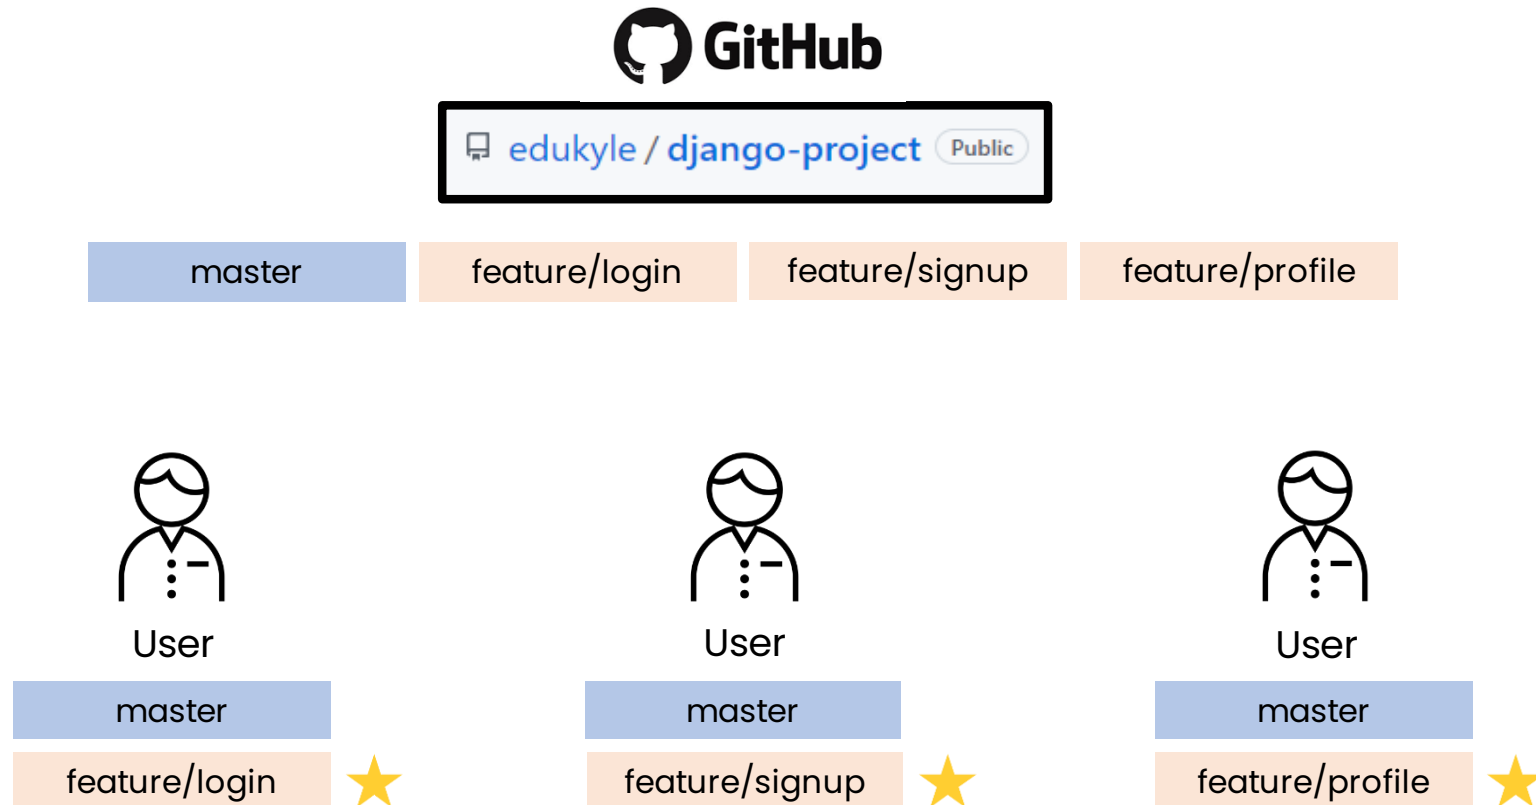 GitHub
edukyle / django-project Public
master feature/login feature/signup feature/profile
User User User
master master master
feature/login feature/signup feature/profile